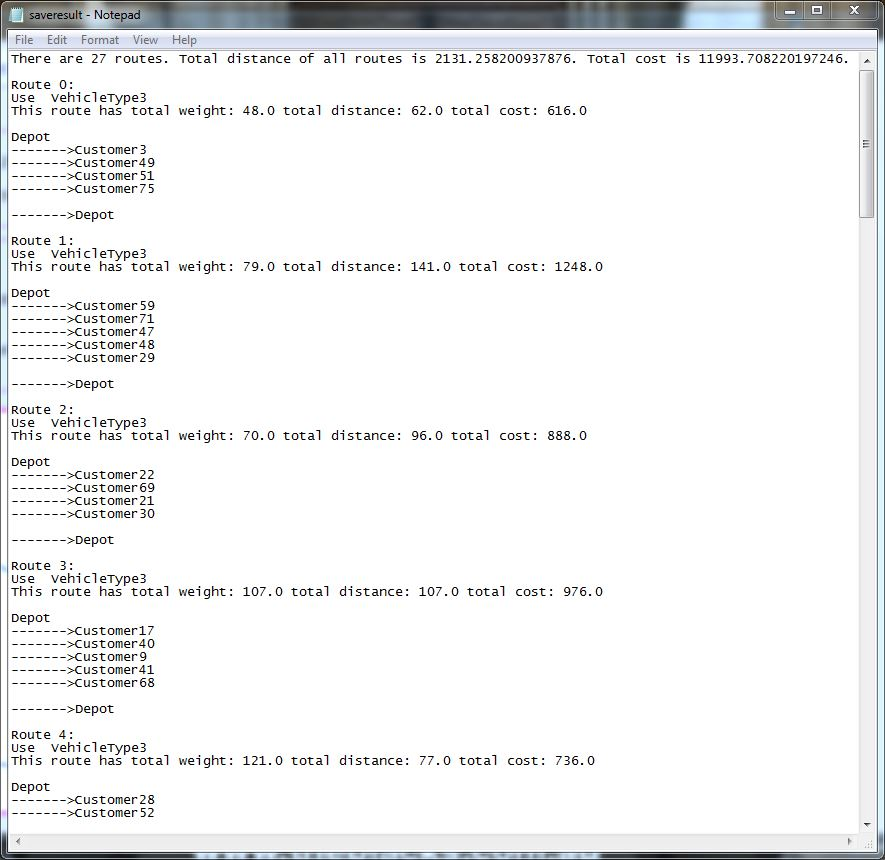 saveresult - Notepad
File Edit Format View Help
There are 27 routes. Total distance of all routes is 2131.258200937876. Total cost is 11993.708220197246.
Route 0:
Use  VehicleType3
This route has total weight: 48.0 total distance: 62.0 total cost: 616.0
Depot
------->Customer3
------->Customer49
------->Customer51
------->Customer75
------->Depot
Route 1:
Use  VehicleType3
This route has total weight: 79.0 total distance: 141.0 total cost: 1248.0
Depot
------->Customer59
------->Customer71
------->Customer47
------->Customer48
------->Customer29
------->Depot
Route 2:
Use  VehicleType3
This route has total weight: 70.0 total distance: 96.0 total cost: 888.0
Depot
------->Customer22
------->Customer69
------->Customer21
------->Customer30
------->Depot
Route 3:
Use  VehicleType3
This route has total weight: 107.0 total distance: 107.0 total cost: 976.0
Depot
------->Customer17
------->Customer40
------->Customer9
------->Customer41
------->Customer68
------->Depot
Route 4:
Use  VehicleType3
This route has total weight: 121.0 total distance: 77.0 total cost: 736.0
Depot
------->Customer28
------->Customer52